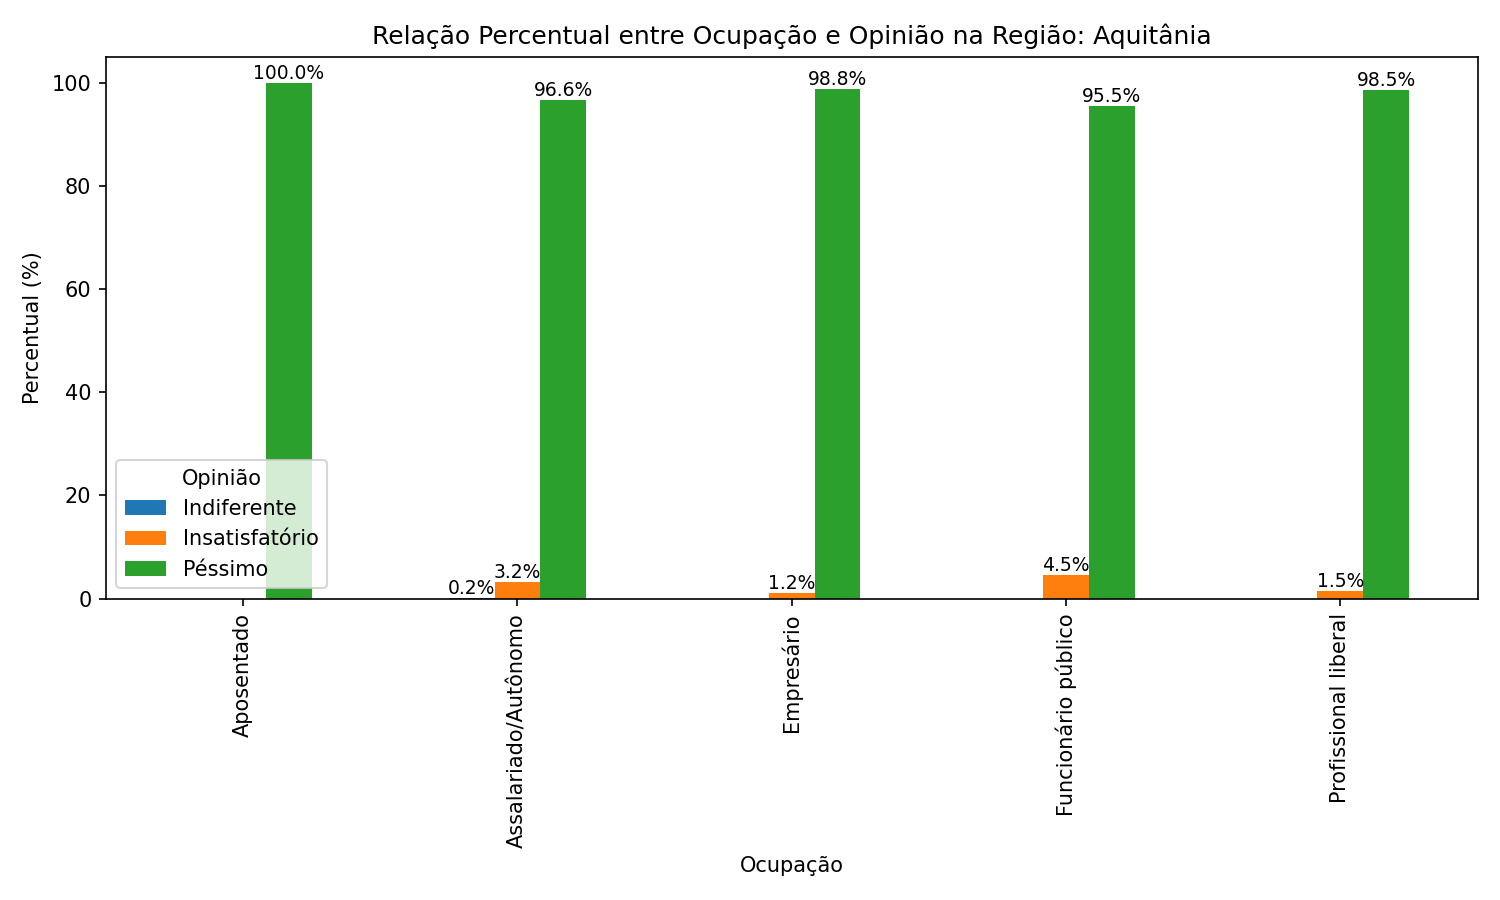 Relação Percentual entre Ocupação e Opinião na Região: Aquitânia
Percentual (%)
100
80
60
40
20
0
100.0%
96.6%
98.8%
95.5%
98.5%
0.2%
3.2%
1.2%
4.5%
1.5%
Opinião
Indiferente
Insatisfatório
Péssimo
Aposentado
Assalariado/Autônomo
Empresário
Funcionário público
Profissional liberal
Ocupação